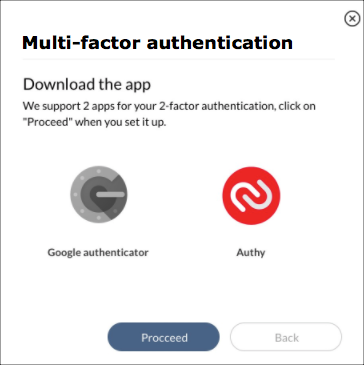 Multi-factor authentication
Download the app
We support 2 apps for your 2-factor authentication, click on
"Proceed" when you set it up.
Google authenticator
Authy
Procceed
Back